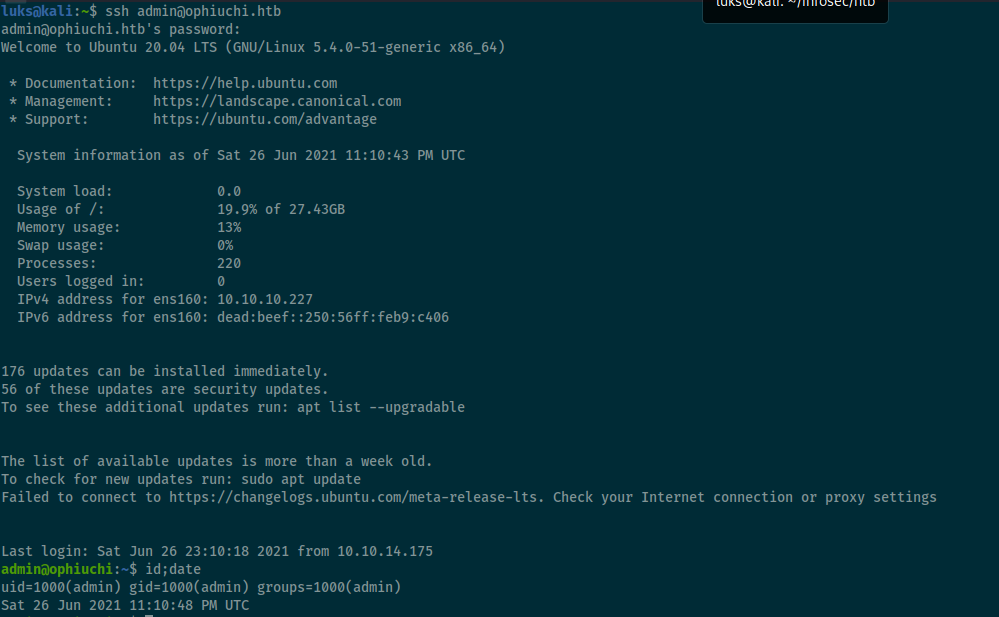 luks@kali: ~/infosec/htb
luks@kali:~$ ssh admin@ophiuchi.htb
admin@ophiuchi.htb's password:
Welcome to Ubuntu 20.04 LTS (GNU/Linux 5.4.0-51-generic x86_64)
* Documentation:  https://help.ubuntu.com
* Management:     https://landscape.canonical.com
* Support:        https://ubuntu.com/advantage
System information as of Sat 26 Jun 2021 11:10:43 PM UTC
System load:             0.0
Usage of /:              19.9% of 27.43GB
Memory usage:            13%
Swap usage:              0%
Processes:               220
Users logged in:         0
IPv4 address for ens160: 10.10.10.227
IPv6 address for ens160: dead:beef::250:56ff:feb9:c406
176 updates can be installed immediately.
56 of these updates are security updates.
To see these additional updates run: apt list --upgradable
The list of available updates is more than a week old.
To check for new updates run: sudo apt update
Failed to connect to https://changelogs.ubuntu.com/meta-release-lts. Check your Internet connection or proxy settings
Last login: Sat Jun 26 23:10:18 2021 from 10.10.14.175
admin@ophiuchi:~$ id;date
uid=1000(admin) gid=1000(admin) groups=1000(admin)
Sat 26 Jun 2021 11:10:48 PM UTC